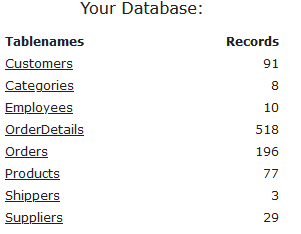 Your Database:
Tablenames Records
Customers 91
Categories 8
Employees 10
OrderDetails 518
Orders 196
Products 77
Shippers 3
Suppliers 29